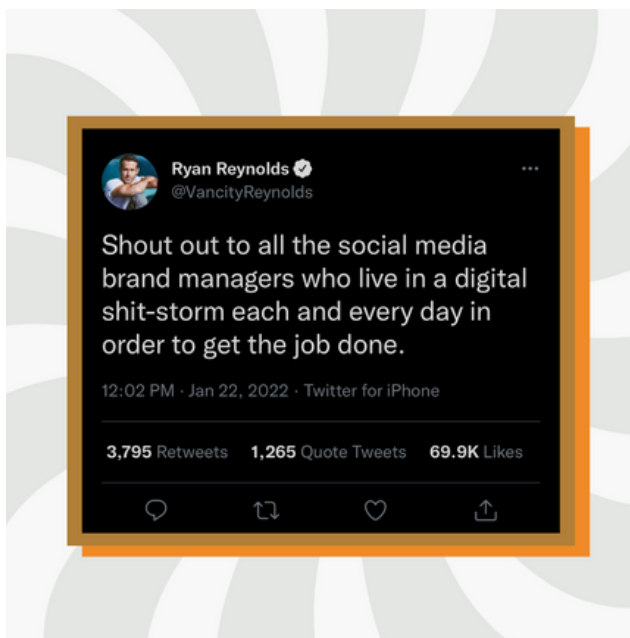 Ryan Reynolds
@VancityReynolds
Shout out to all the social media
brand managers who live in a digital
shit-storm each and every day in
order to get the job done.
12:02 PM · Jan 22, 2022 · Twitter for iPhone
3,795 Retweets 1,265 Quote Tweets 69.9K Likes